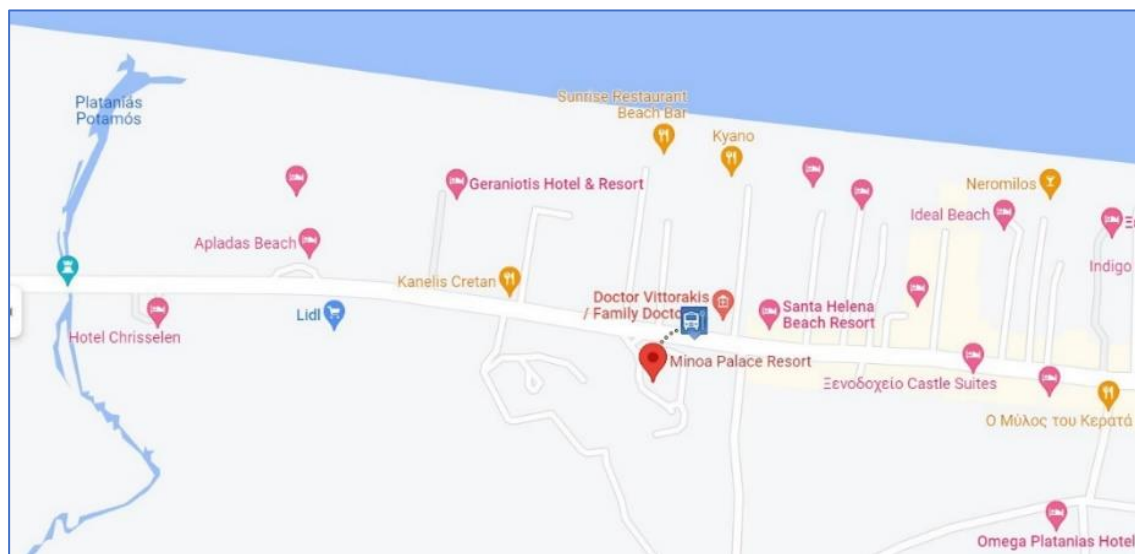 Platanias
Potamós
Sunrise Restaurant
Beach Bar
Kyano
Geraniotis Hotel & Resort
Neromilos
Ideal Beach
Apladas Beach
Indigo
Kanelis Cretan
Doctor Vittorakis
/ Family Docto
Santa Helena
Beach Resort
Lidl
Hotel Chrisselen
Minoa Palace Resort
Ξενοδοχείο Castle Suites
Ο Μύλος του Κερατά
Omega Platanias Hotel